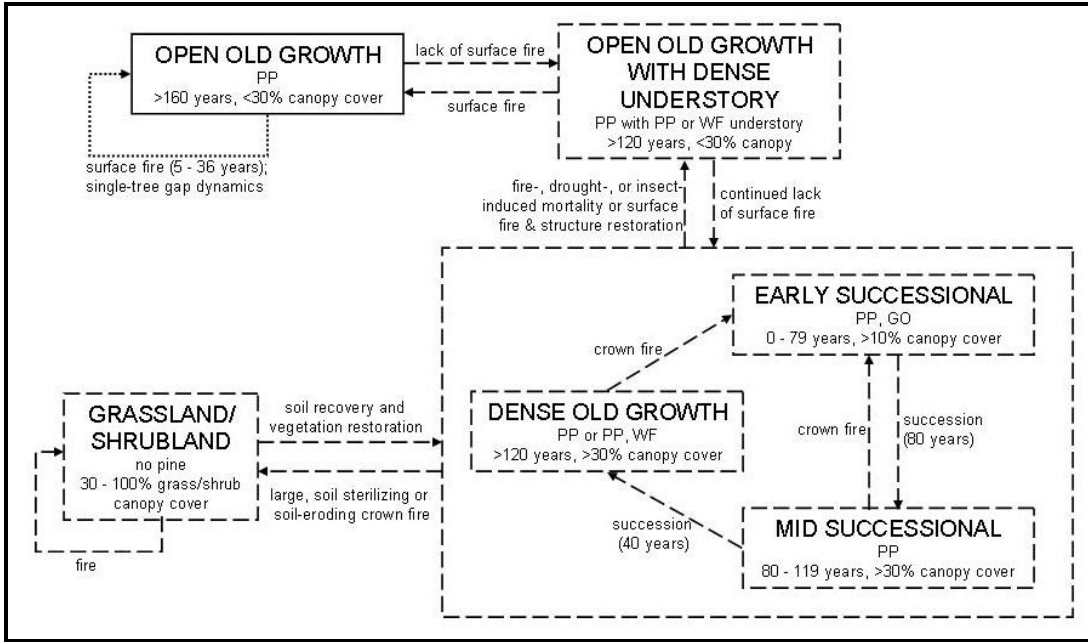 OPEN OLD GROWTH
PP
>160 years, <30% canopy cover
lack of surface fire
surface fire
OPEN OLD GROWTH
WITH DENSE
UNDERSTORY
PP with PP or WF understory
>120 years, <30% canopy
surface fire (5 - 36 years);
single-tree gap dynamics
fire-, drought-, or insect-
induced mortality or surface
fire & structure restoration
continued lack
of surface fire
EARLY SUCCESSIONAL
PP, GO
0 - 79 years, >10% canopy cover
crown fire
DENSE OLD GROWTH
PP or PP, WF
>120 years, >30% canopy cover
crown fire
succession
(80 years)
succession
(40 years)
MID SUCCESSIONAL
PP
80 - 119 years, >30% canopy cover
GRASSLAND/
SHRUBLAND
no pine
30 - 100% grass/shrub
canopy cover
soil recovery and
vegetation restoration
large, soil sterilizing or
soil-eroding crown fire
fire